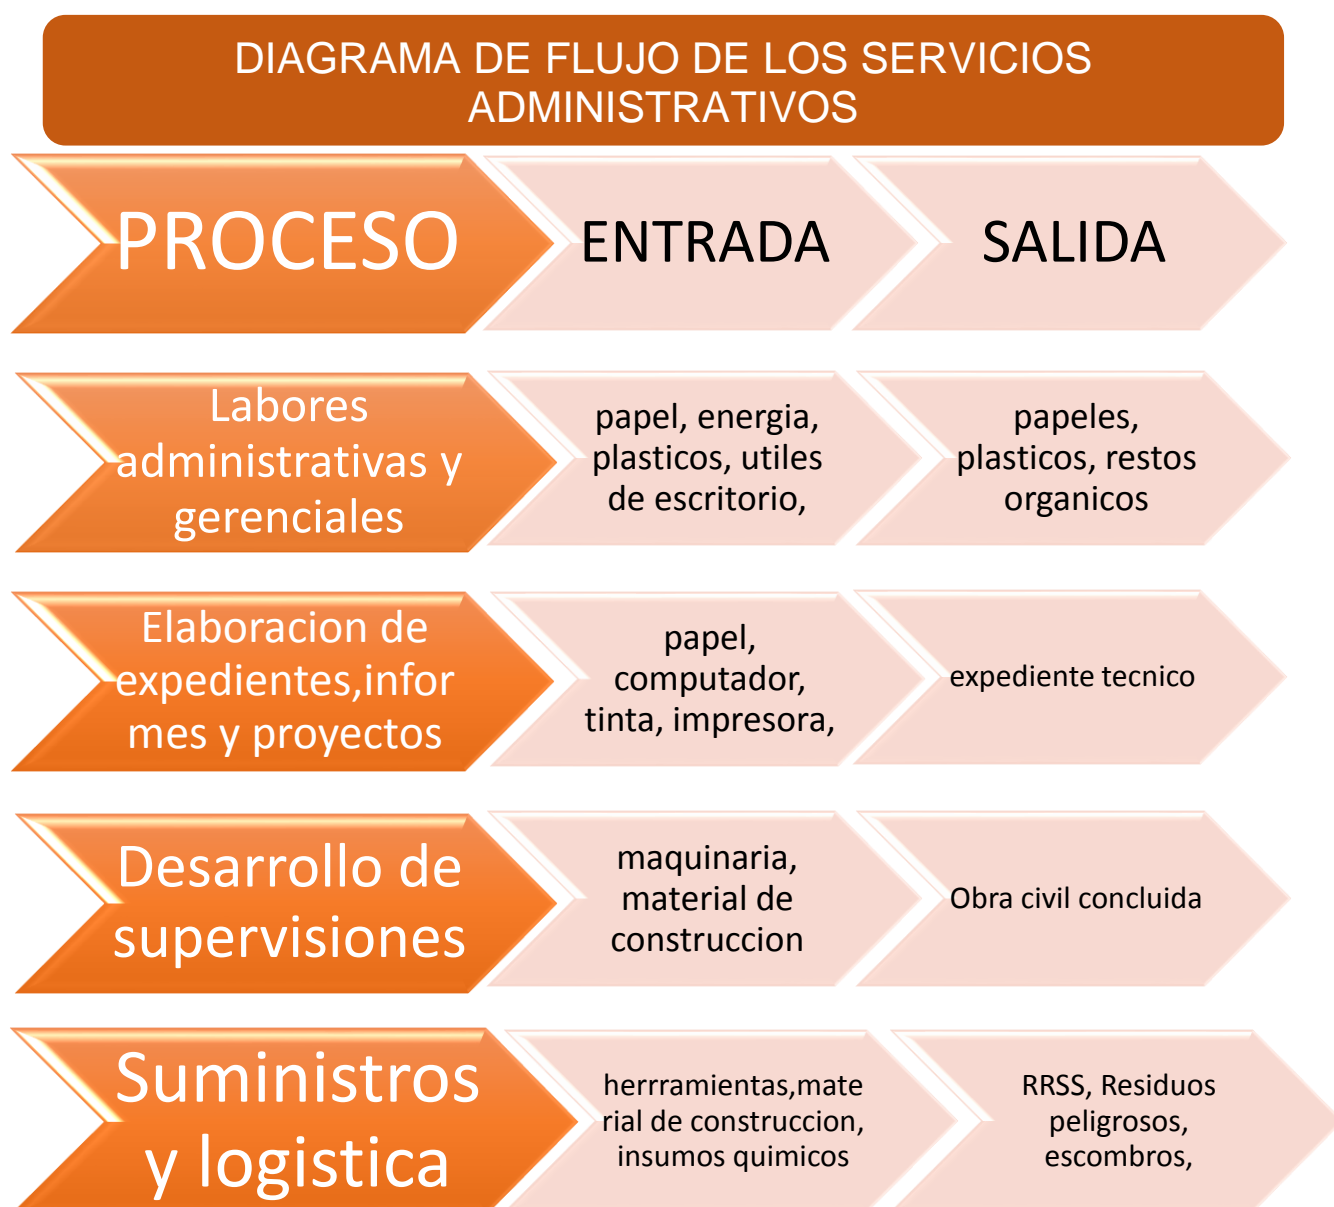 DIAGRAMA DE FLUJO DE LOS SERVICIOS
ADMINISTRATIVOS
PROCESO
ENTRADA
SALIDA
Labores
administrativas y
gerenciales
papel, energia,
plasticos, utiles
de escritorio,
papeles,
plasticos, restos
organicos
Elaboracion de
expedientes,infor
mes y proyectos
papel,
computador,
tinta, impresora,
expediente tecnico
Desarrollo de
supervisiones
maquinaria,
material de
construccion
Obra civil concluida
Suministros
y logistica
herrramientas,mate
rial de construccion,
insumos quimicos
RRSS, Residuos
peligrosos,
escombros,